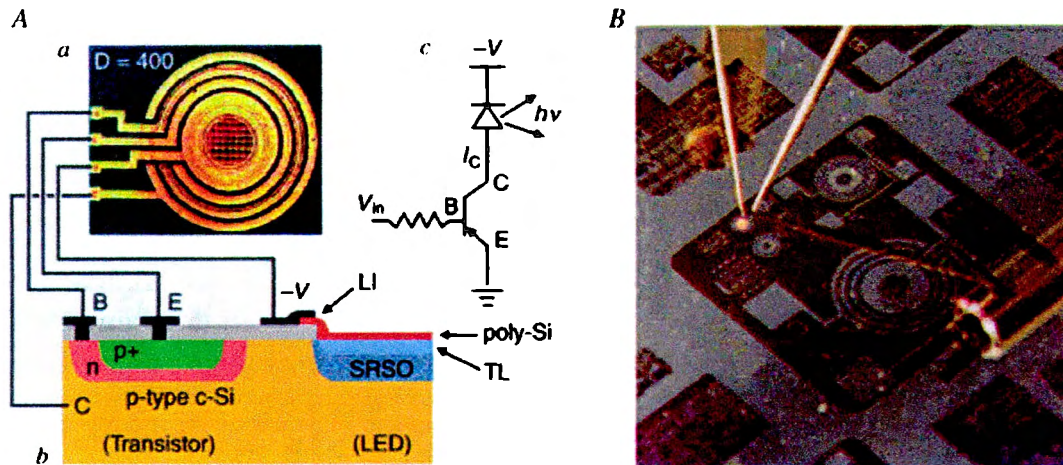 A
a
D = 400
c
−V
hν
I_C
C
V_in
B
E
B
E
−V
LI
poly-Si
TL
SRSO
p+
n
p-type c-Si
C
(Transistor)
(LED)
b
B